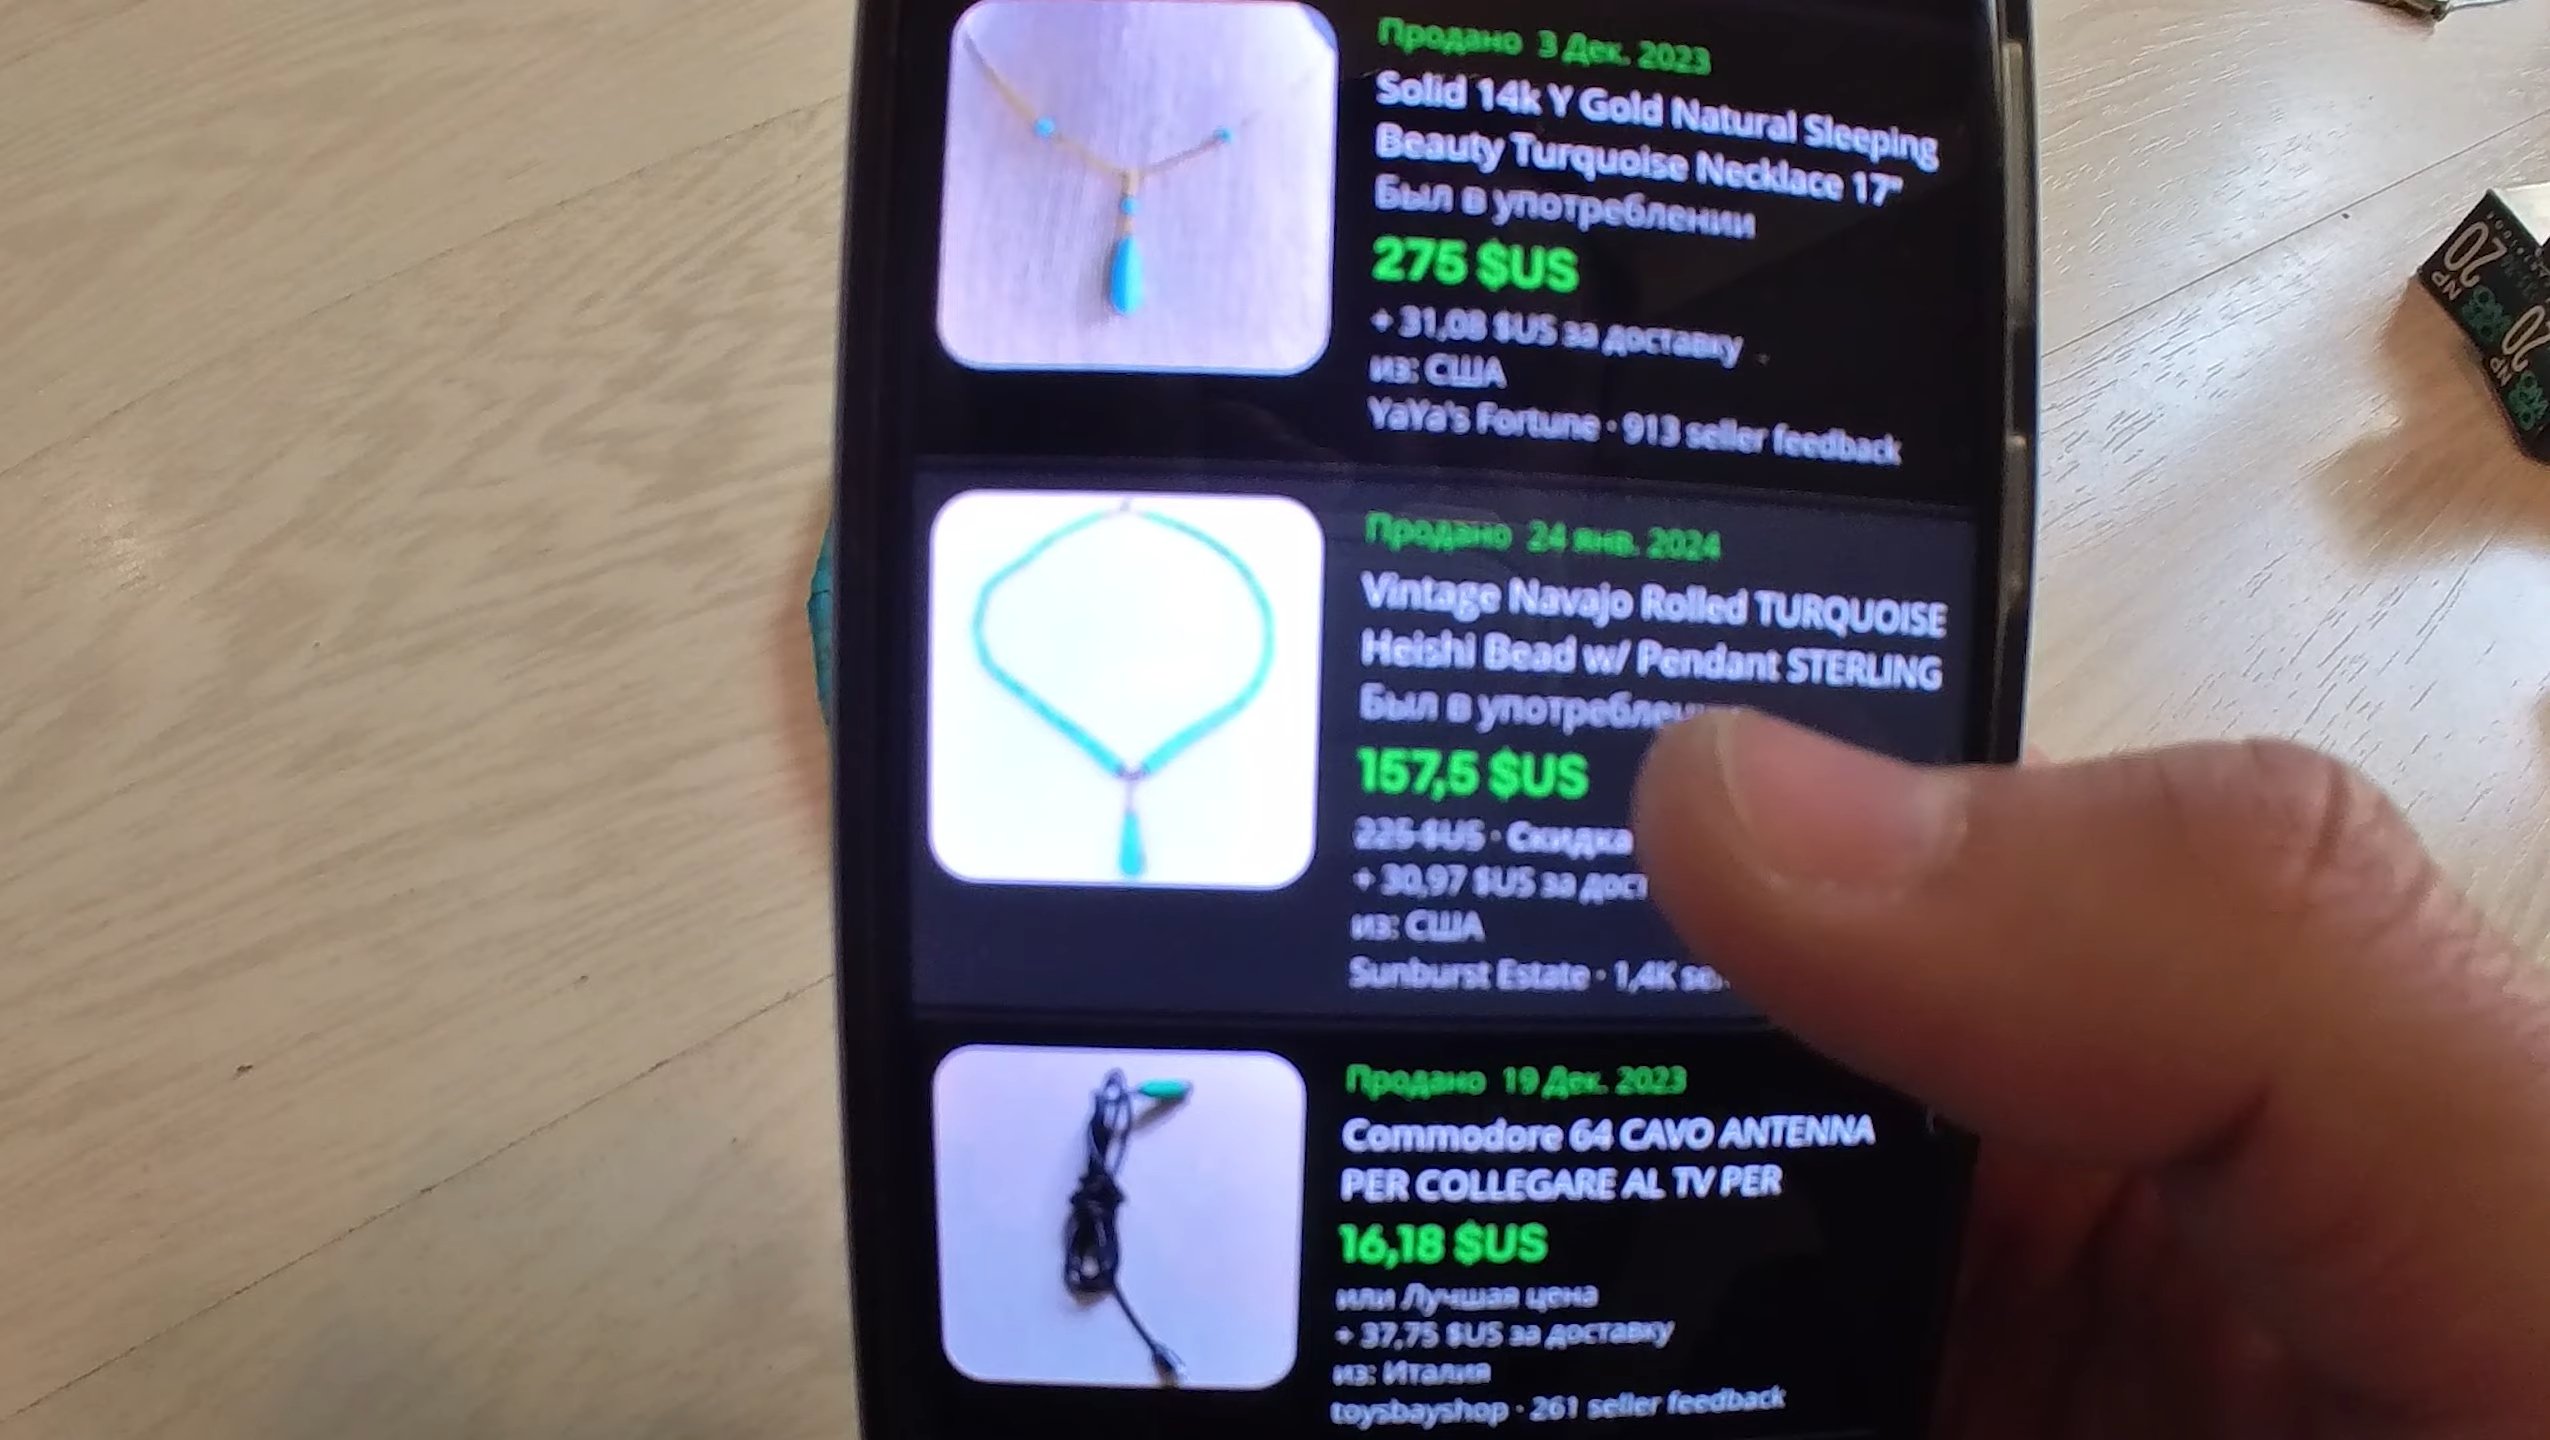 Продано 3 Дек. 2023
Solid 14k Y Gold Natural Sleeping
Beauty Turquoise Necklace 17"
Был в употреблении
275 $US
+ 31,08 $US за доставку
из: США
YaYa's Fortune · 913 seller feedback
Продано 24 янв. 2024
Vintage Navajo Rolled TURQUOISE
Heishi Bead w/ Pendant STERLING
Был в
157,5 $US
225 $US · Скидка
+ 30,97 $US за
из: США
Sunburst Estate · 1,4K
Продано 19 Дек. 2023
Commodore 64 CAVO ANTENNA
PER COLLEGARE AL TV PER
16,18 $US
или Лучшая цена
+ 37,75 $US за доставку
из: Италия
toysbayshop · 261 seller feedback
20
NP
20
NP